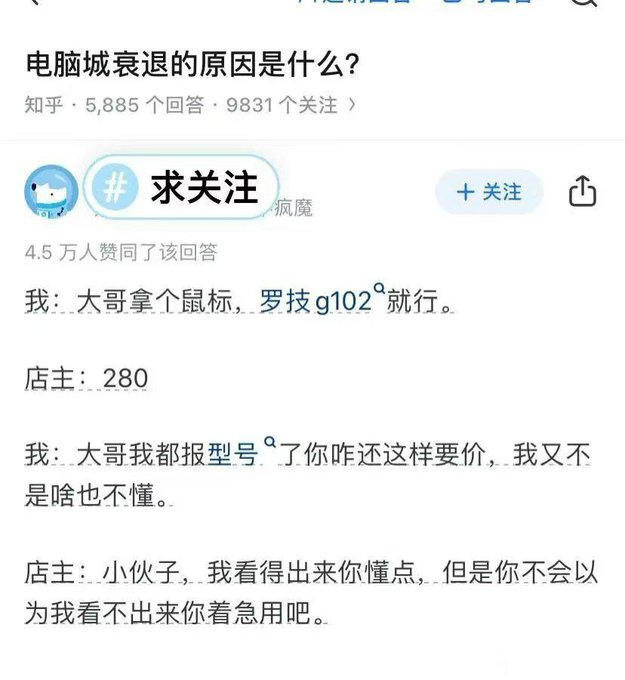 电脑城衰退的原因是什么?
知乎 · 5,885 个回答 · 9831 个关注 〉
# 求关注
疯魔
+ 关注
4.5 万人赞同了该回答
我：大哥拿个鼠标，罗技g102就行。
店主：280
我：大哥我都报型号了你咋还这样要价，我又不
是啥也不懂。
店主：小伙子，我看得出来你懂点，但是你不会以
为我看不出来你着急用吧。